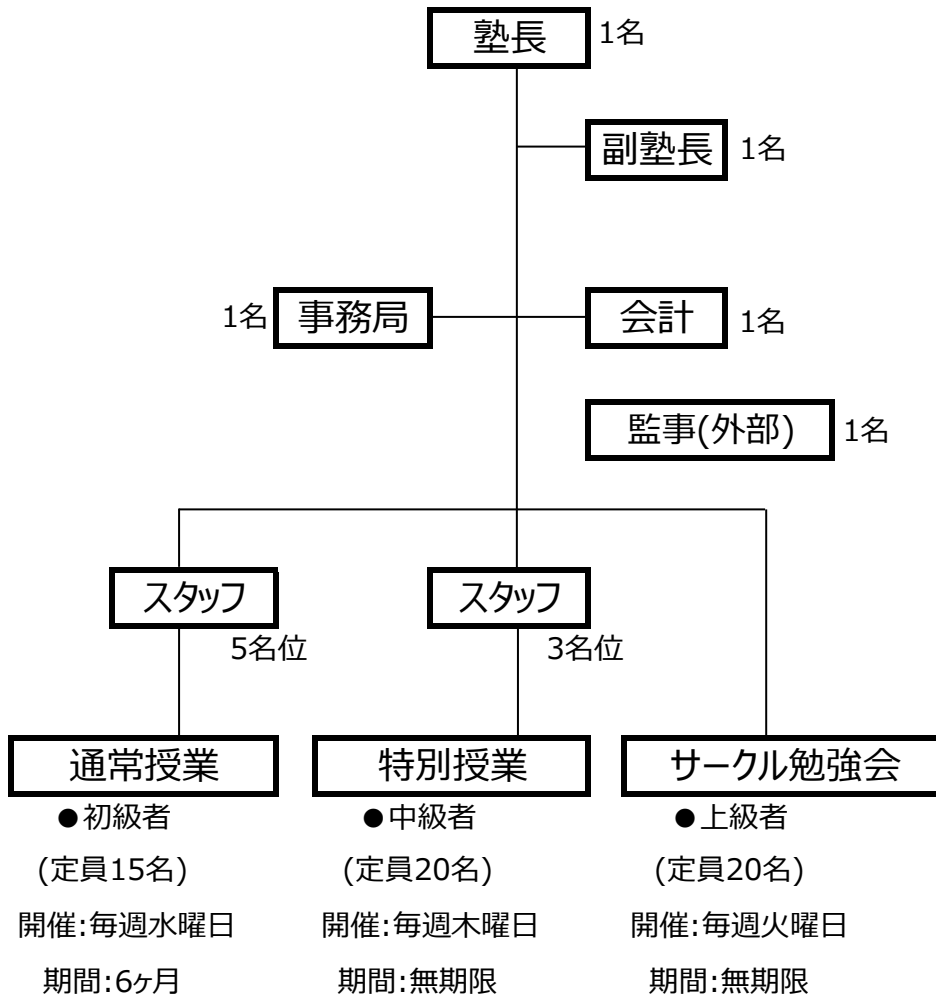 塾長 1名
副塾長 1名
1名 事務局 会計 1名
監事(外部) 1名
スタッフ スタッフ
5名位 3名位
通常授業 特別授業 サークル勉強会
●初級者 ●中級者 ●上級者
(定員15名) (定員20名) (定員20名)
開催:毎週水曜日 開催:毎週木曜日 開催:毎週火曜日
期間:6ヶ月 期間:無期限 期間:無期限